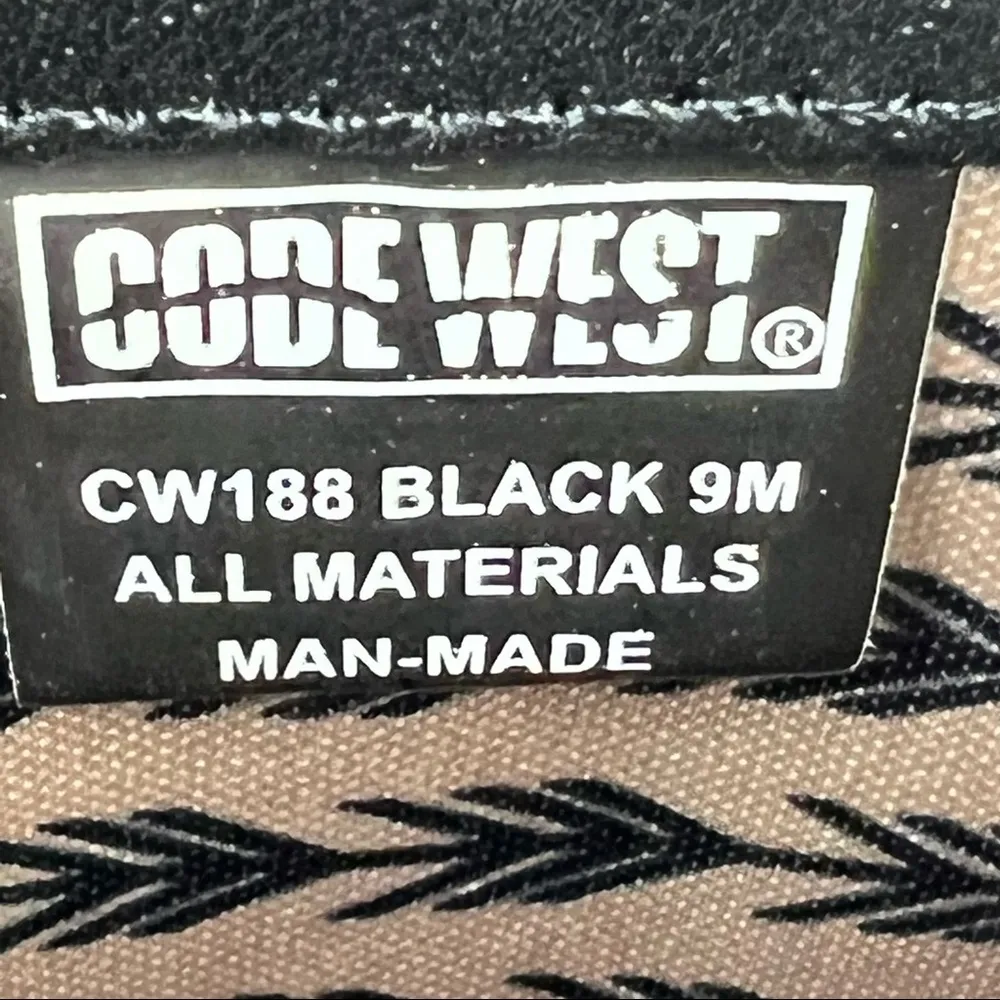 CODE WEST®
CW188 BLACK 9M
ALL MATERIALS
MAN-MADE